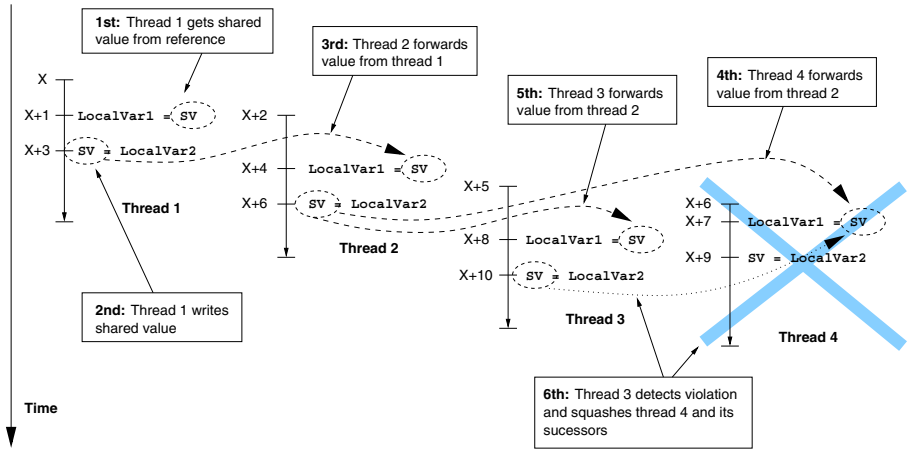 1st: Thread 1 gets shared
value from reference
3rd: Thread 2 forwards
value from thread 1
4th: Thread 4 forwards
value from thread 2
5th: Thread 3 forwards
value from thread 2
X
X+1 LocalVar1 = SV
X+3 SV = LocalVar2
Thread 1
X+2
X+4 LocalVar1 = SV
X+6 SV = LocalVar2
Thread 2
X+5
X+8 LocalVar1 = SV
X+10 SV = LocalVar2
Thread 3
X+6
X+7 LocalVar1 = SV
X+9 SV = LocalVar2
Thread 4
2nd: Thread 1 writes
shared value
6th: Thread 3 detects violation
and squashes thread 4 and its
sucessors
Time